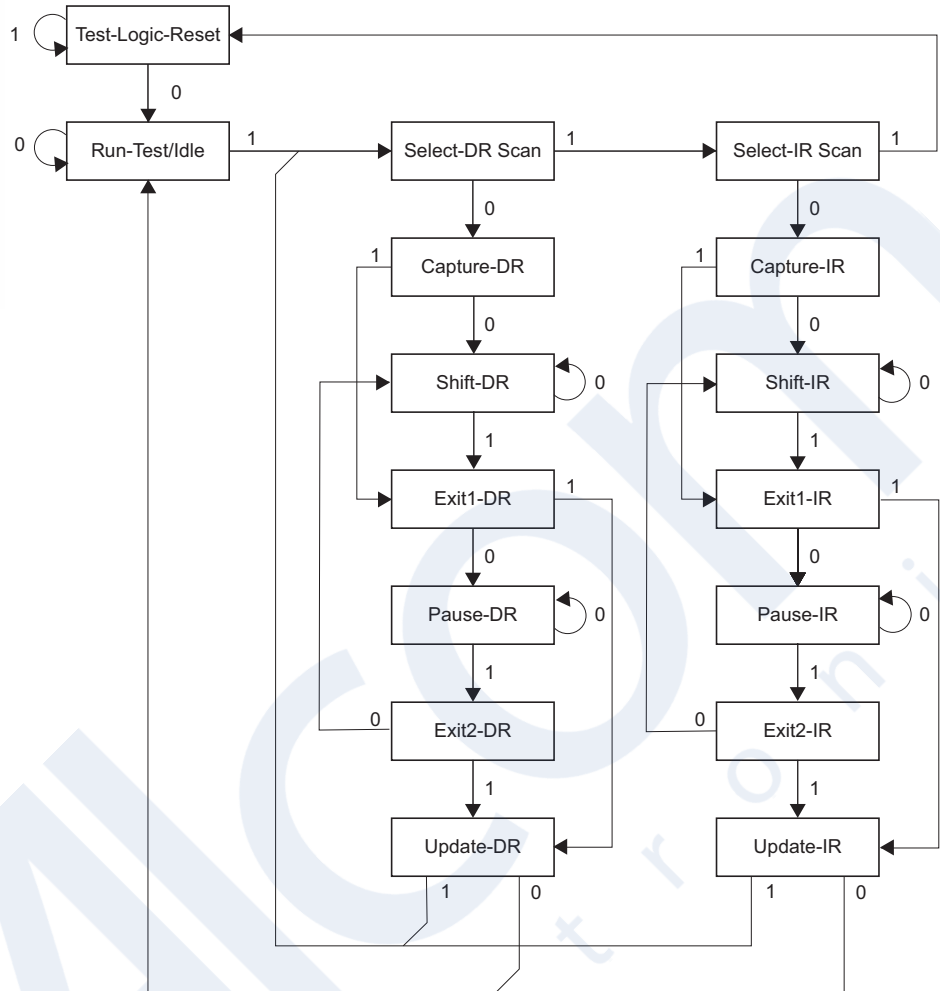 Test-Logic-Reset
1
0
Run-Test/Idle
0
1
Select-DR Scan
1
Select-IR Scan
1
0
0
1
Capture-DR
1
Capture-IR
0
0
Shift-DR
0
Shift-IR
0
1
1
Exit1-DR
1
Exit1-IR
1
0
0
Pause-DR
0
Pause-IR
0
1
1
0
Exit2-DR
0
Exit2-IR
1
1
Update-DR
Update-IR
1
0
1
0
com
t r o n i